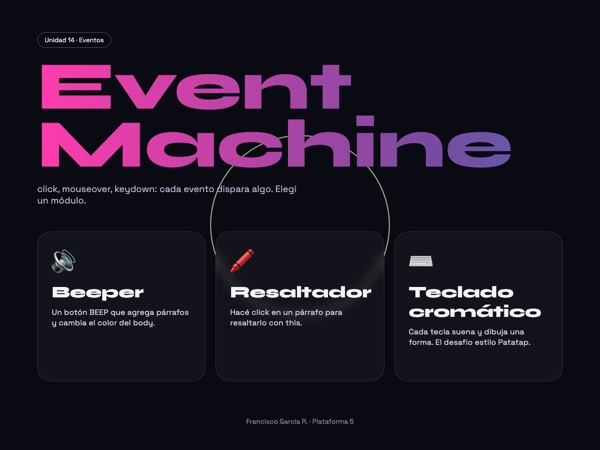 Unidad 14 · Eventos
Event
Machine
click, mouseover, keydown: cada evento dispara algo. Elegí
un módulo.
Beeper
Un botón BEEP que agrega párrafos
y cambia el color del body.
Resaltador
Hacé click en un párrafo para
resaltarlo con this.
Teclado
cromático
Cada tecla suena y dibuja una
forma. El desafío estilo Patatap.
Francisco García R. · Plataforma 5